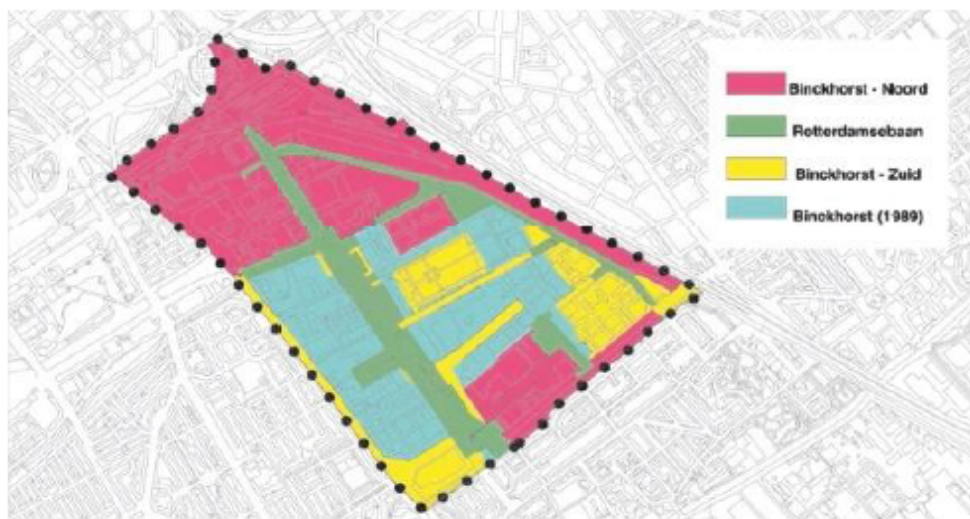 Binckhorst - Noord
Rotterdamsebaan
Binckhorst - Zuid
Binckhorst (1989)